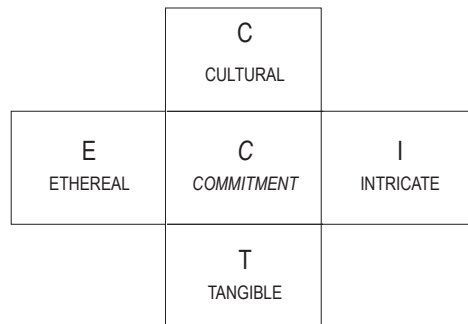 C
CULTURAL
E
ETHEREAL
C
COMMITMENT
I
INTRICATE
T
TANGIBLE